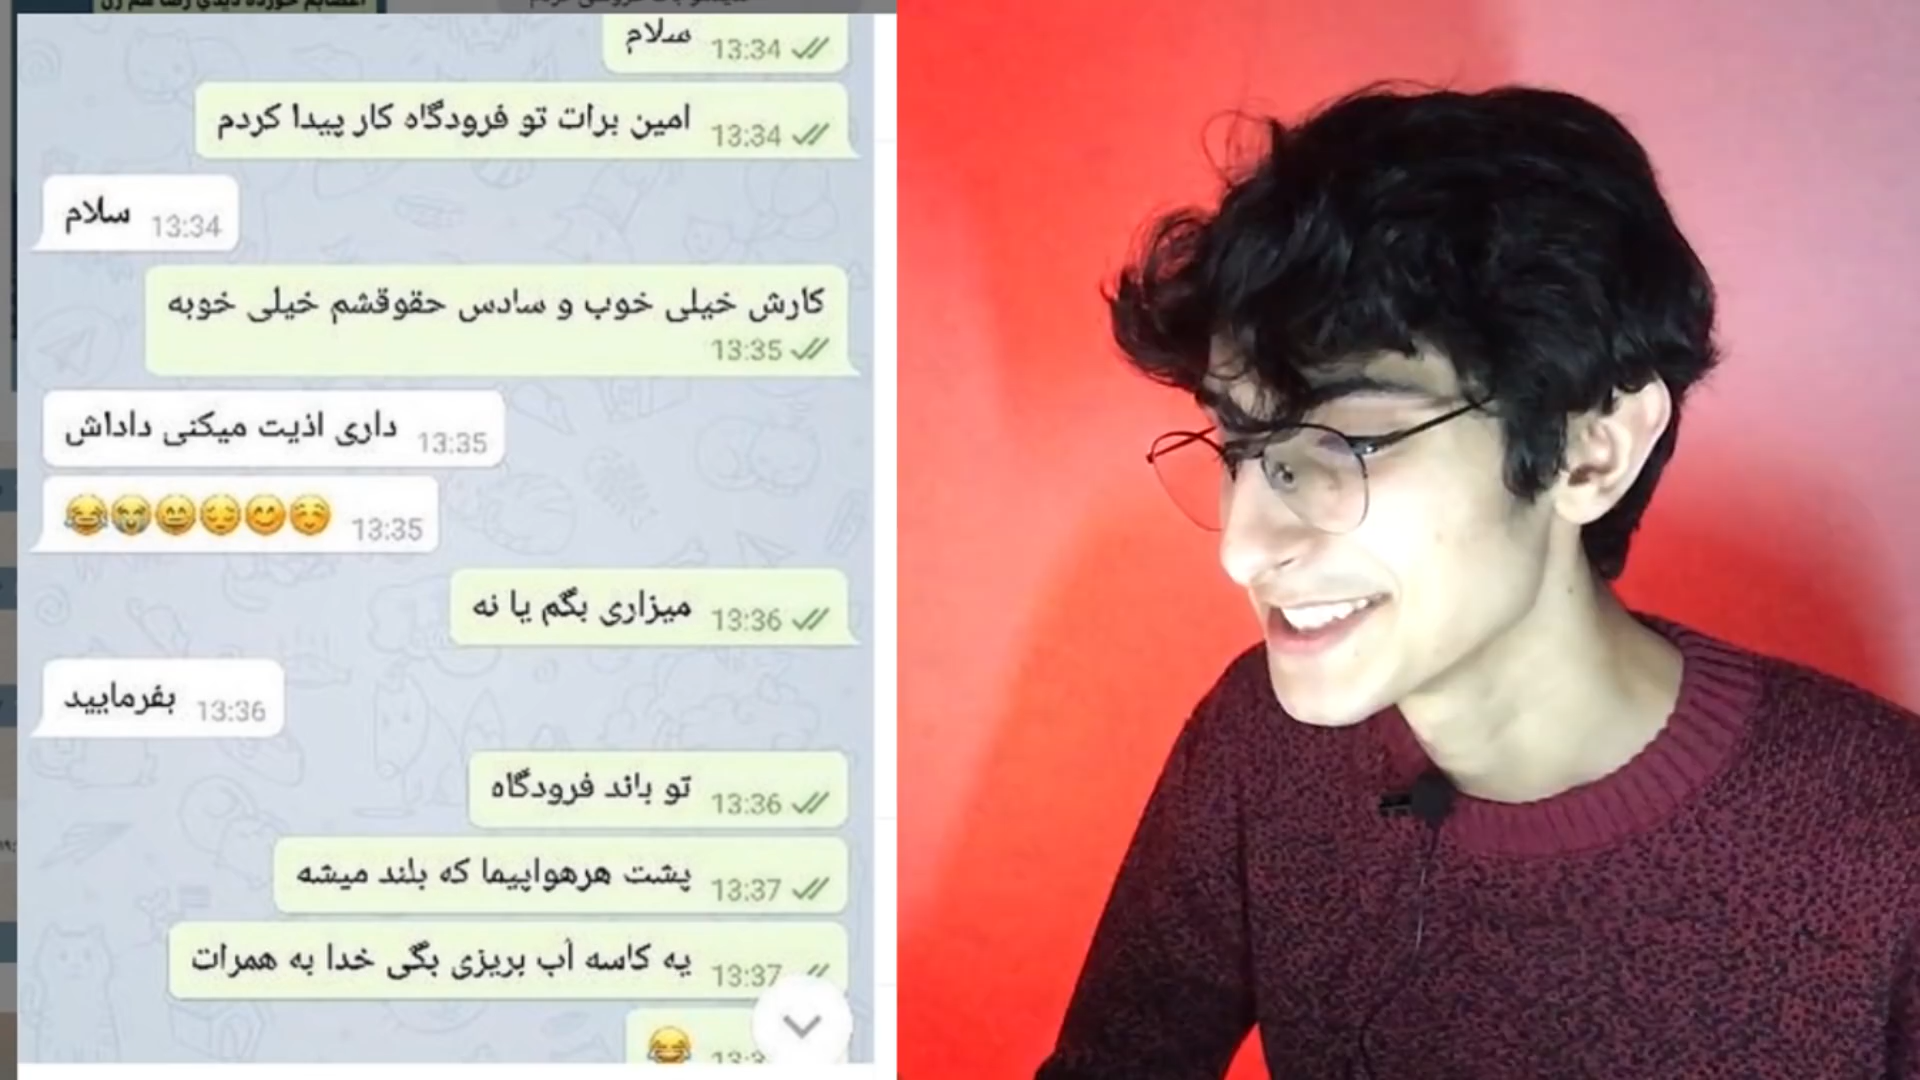 سلام 13:34
امین برات تو فرودگاه کار پیدا کردم 13:34
سلام 13:34
کارش خیلی خوب و سادس حقوقشم خیلی خوبه
13:35
داری اذیت میکنی داداش 13:35
😂😭😄😔😊☺️ 13:35
میزاری بگم یا نه 13:36
بفرمایید 13:36
تو باند فرودگاه 13:36
پشت هرهواپیما که بلند میشه 13:37
یه کاسه آب بریزی بگی خدا به همرات 13:37
😂